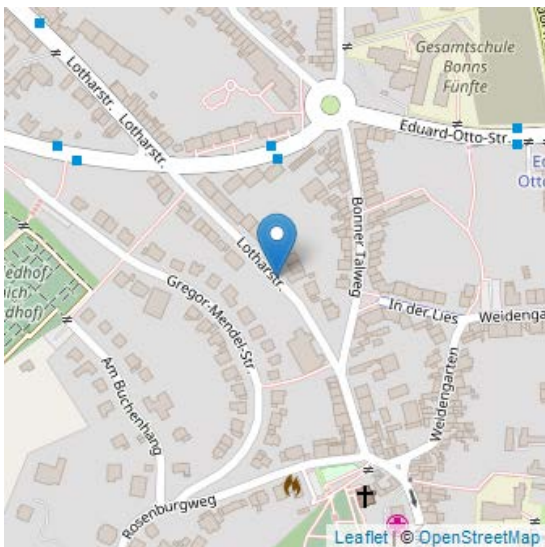 Gesamtschule
Bonns
Fünfte
Lotharstr.
Lotharstr.
Eduard-Otto-Str.
Bonner Talweg
Lotharstr.
Gregor-Mendel-Str.
In der Lies
Weideng
Weidengarten
Am Buchenhang
Rosenburgweg
Leaflet | © OpenStreetMap